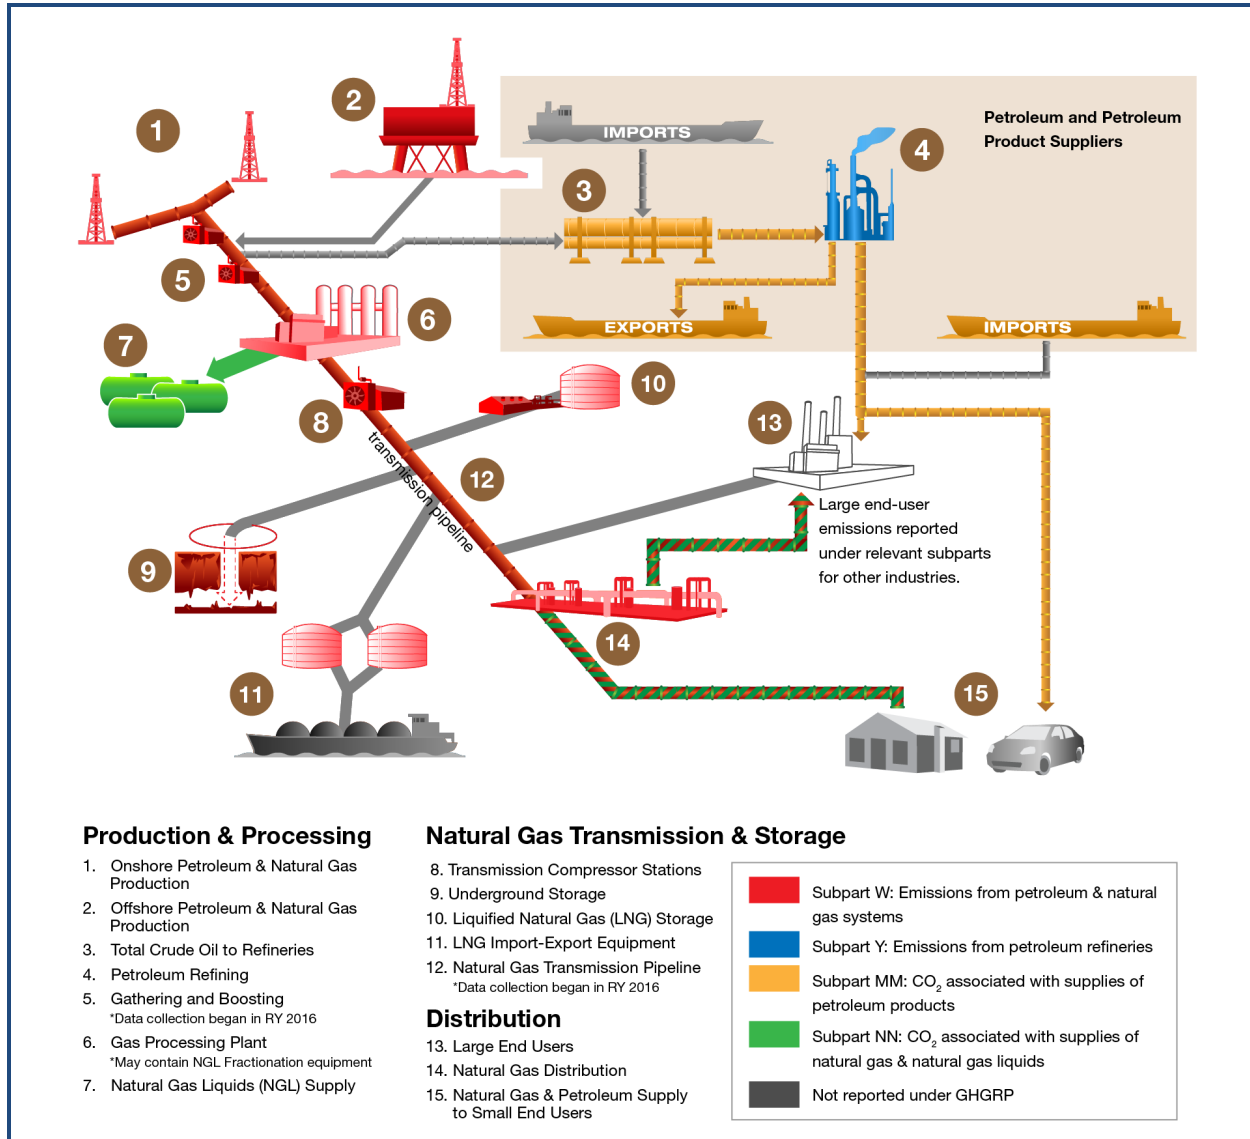 1
2
IMPORTS
Petroleum and Petroleum
Product Suppliers
4
3
5
6
EXPORTS
IMPORTS
7
8
10
13
transmission pipeline
12
Large end-user
emissions reported
under relevant subparts
for other industries.
9
14
11
15
Production & Processing
1. Onshore Petroleum & Natural Gas
Production
2. Offshore Petroleum & Natural Gas
Production
3. Total Crude Oil to Refineries
4. Petroleum Refining
5. Gathering and Boosting
*Data collection began in RY 2016
6. Gas Processing Plant
*May contain NGL Fractionation equipment
7. Natural Gas Liquids (NGL) Supply
Natural Gas Transmission & Storage
8. Transmission Compressor Stations
9. Underground Storage
10. Liquified Natural Gas (LNG) Storage
11. LNG Import-Export Equipment
12. Natural Gas Transmission Pipeline
*Data collection began in RY 2016
Distribution
13. Large End Users
14. Natural Gas Distribution
15. Natural Gas & Petroleum Supply
to Small End Users
Subpart W: Emissions from petroleum & natural
gas systems
Subpart Y: Emissions from petroleum refineries
Subpart MM: CO₂ associated with supplies of
petroleum products
Subpart NN: CO₂ associated with supplies of
natural gas & natural gas liquids
Not reported under GHGRP